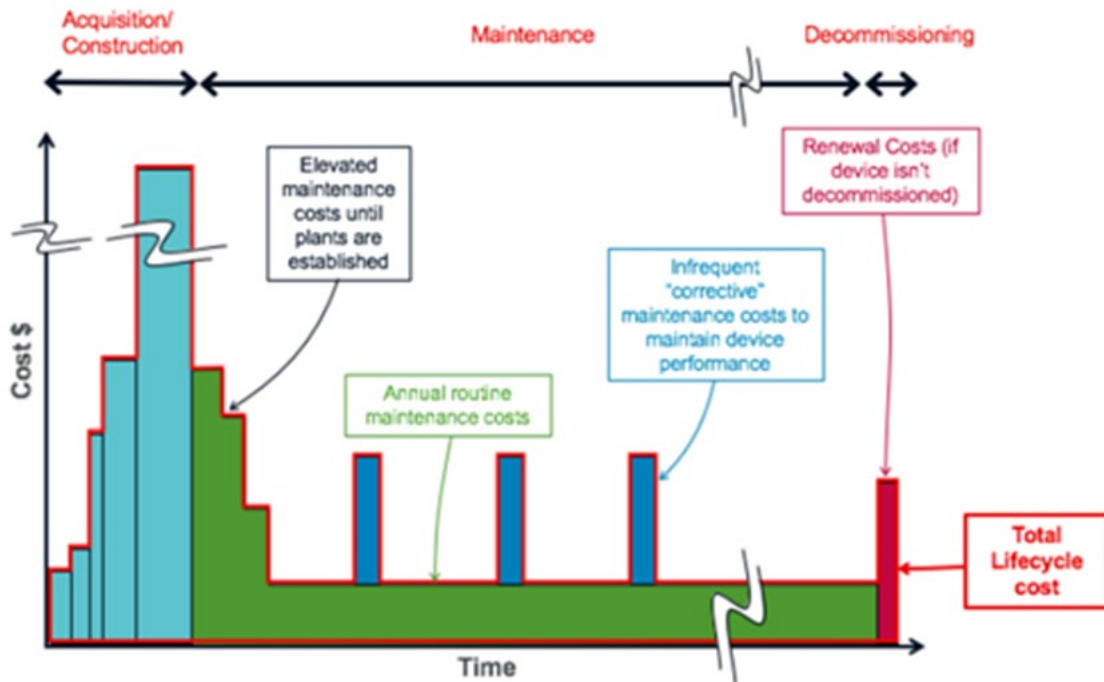 Acquisition/
Construction
Maintenance
Decommissioning
Elevated
maintenance
costs until
plants are
established
Renewal Costs (if
device isn't
decommissioned)
Infrequent
"corrective"
maintenance costs to
maintain device
performance
Annual routine
maintenance costs
Cost $
Total
Lifecycle
cost
Time